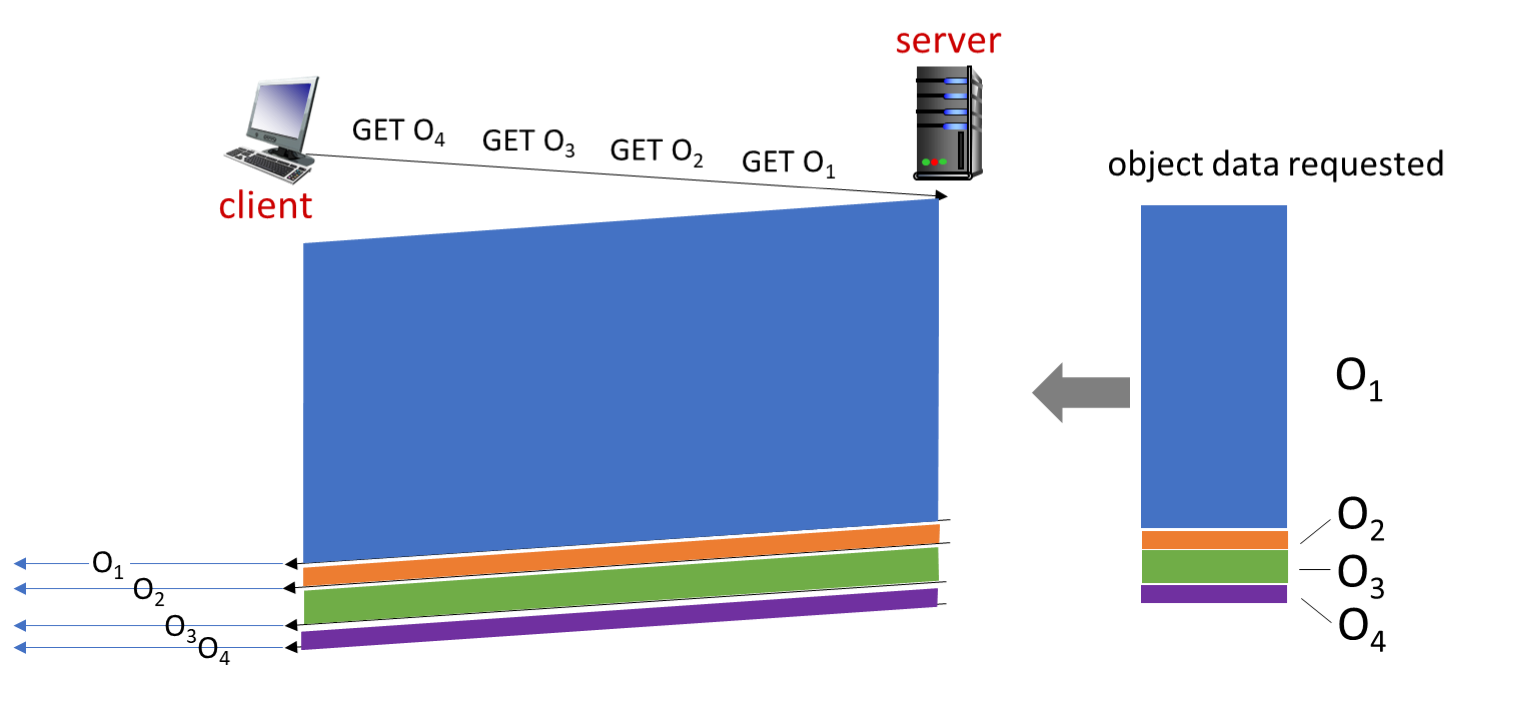 server
GET O4 GET O3 GET O2 GET O1
client
object data requested
O1
O2
O3
O4
O1
O2
O3
O4